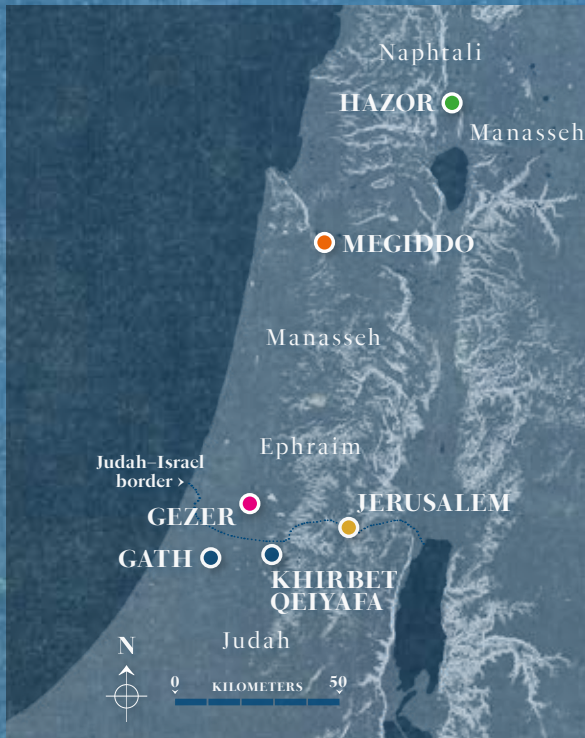 Naphtali
HAZOR
Manasseh
MEGIDDO
Manasseh
Ephraim
Judah–Israel
border >
JERUSALEM
GEZER
GATH
KHIRBET
QEIYAFA
Judah
N
0
KILOMETERS
50